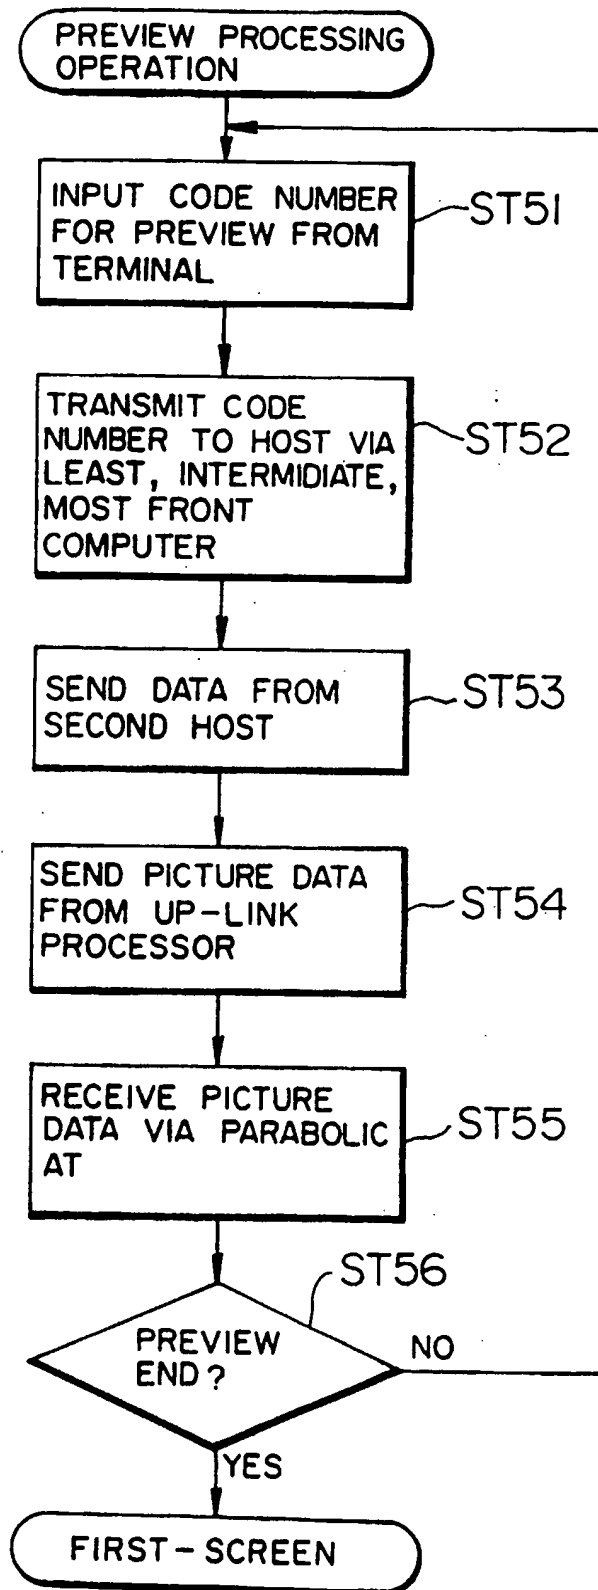 PREVIEW PROCESSING
OPERATION
INPUT CODE NUMBER
FOR PREVIEW FROM
TERMINAL
ST51
TRANSMIT CODE
NUMBER TO HOST VIA
LEAST, INTERMIDIATE,
MOST FRONT
COMPUTER
ST52
SEND DATA FROM
SECOND HOST
ST53
SEND PICTURE DATA
FROM UP-LINK
PROCESSOR
ST54
RECEIVE PICTURE
DATA VIA PARABOLIC
AT
ST55
ST56
PREVIEW
END?
NO
YES
FIRST-SCREEN